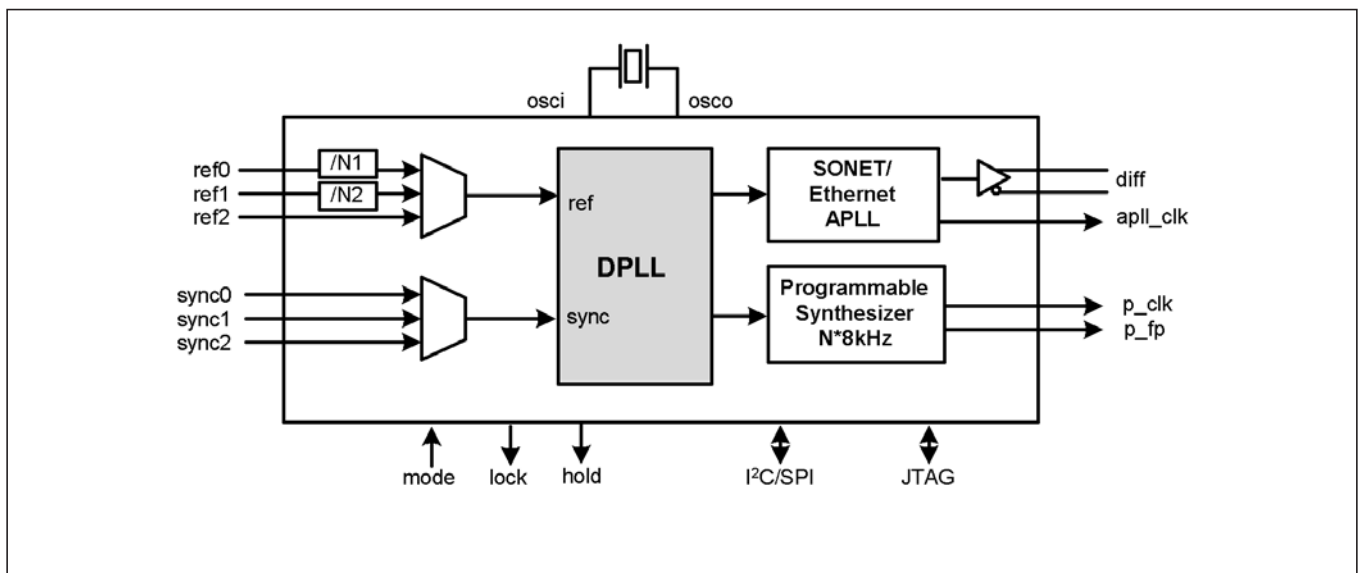 osci
osco
ref0
/N1
ref1
/N2
ref2
ref
sync0
sync1
sync2
sync
DPLL
SONET/
Ethernet
APLL
diff
apll_clk
Programmable
Synthesizer
N*8kHz
p_clk
p_fp
mode
lock
hold
I²C/SPI
JTAG